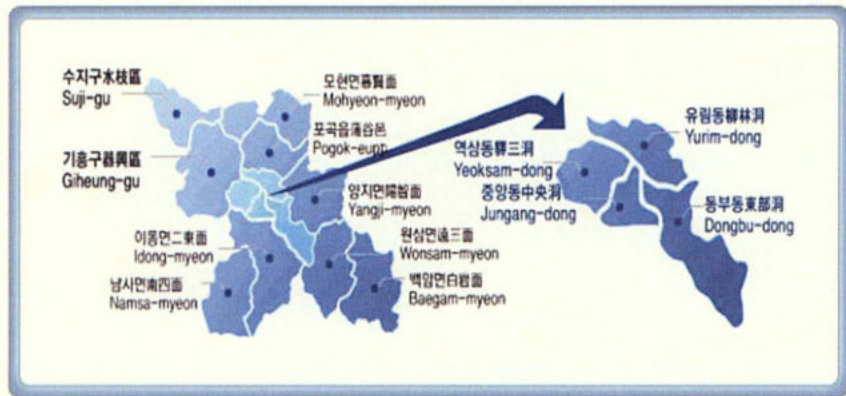 수지구水枝區
Suji-gu
모현면慕賢面
Mohyeon-myeon
포곡읍蒲谷邑
Pogok-eupp
기흥구器興區
Giheung-gu
양지면陽智面
Yangji-myeon
이동면二東面
Idong-myeon
원삼면遠三面
Wonsam-myeon
남사면南四面
Namsa-myeon
백암면白岩面
Baegam-myeon
유림동柳林洞
Yurim-dong
역삼동驛三洞
Yeoksam-dong
중앙동中央洞
Jungang-dong
동부동東部洞
Dongbu-dong